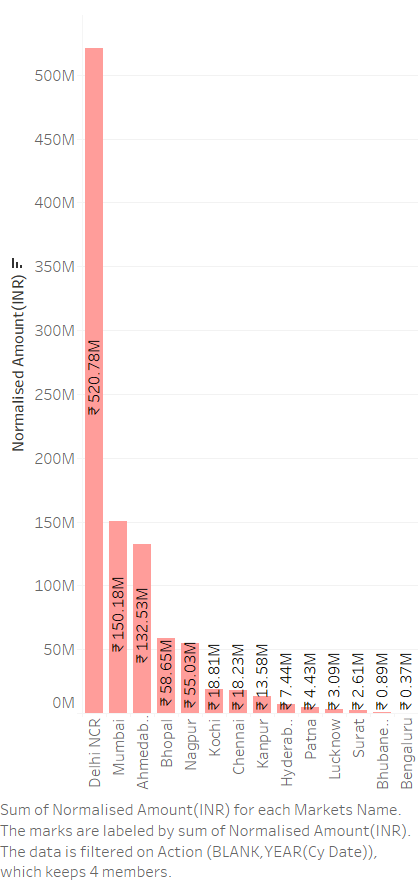 500M
450M
400M
350M
300M
250M
200M
150M
100M
50M
0M
Normalised Amount(INR)
₹ 520.78M
₹ 150.18M
₹ 132.53M
₹ 58.65M
₹ 55.03M
₹ 18.81M
₹ 18.23M
₹ 13.58M
₹ 7.44M
₹ 4.43M
₹ 3.09M
₹ 2.61M
₹ 0.89M
₹ 0.37M
Delhi NCR
Mumbai
Ahmedab..
Bhopal
Nagpur
Kochi
Chennai
Kanpur
Hyderab..
Patna
Lucknow
Surat
Bhubane..
Bengaluru
Sum of Normalised Amount(INR) for each Markets Name.
The marks are labeled by sum of Normalised Amount(INR).
The data is filtered on Action (BLANK,YEAR(Cy Date)),
which keeps 4 members.